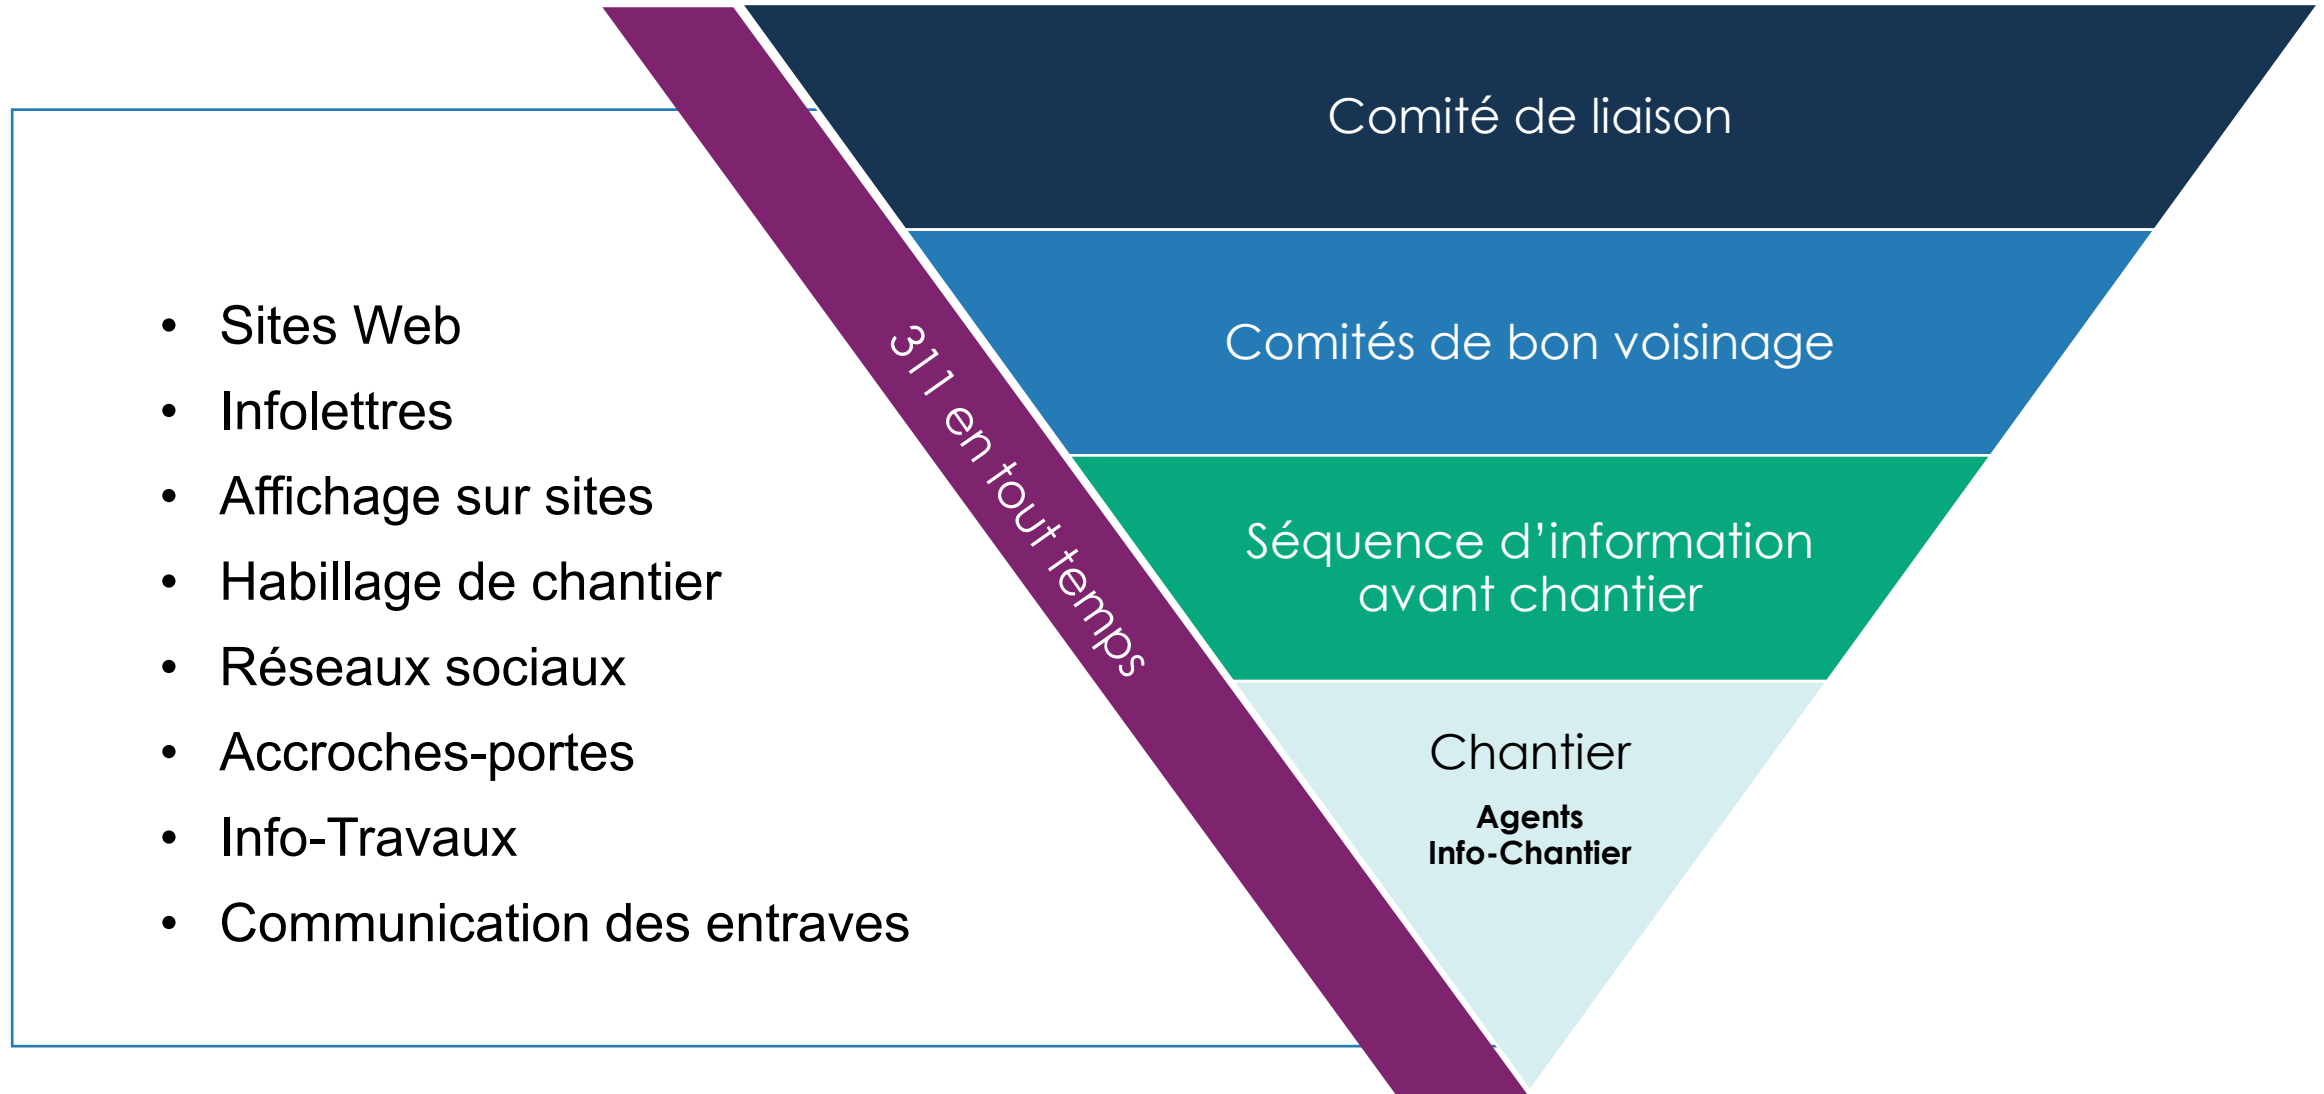 • Sites Web
• Infolettres
• Affichage sur sites
• Habillage de chantier
• Réseaux sociaux
• Accroches-portes
• Info-Travaux
• Communication des entraves
311 en tout temps
Comité de liaison
Comités de bon voisinage
Séquence d’information
avant chantier
Chantier
Agents
Info-Chantier